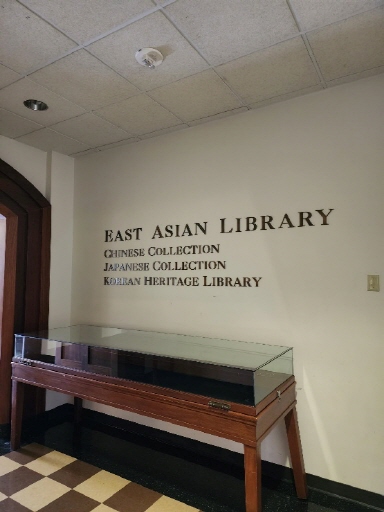 EAST ASIAN LIBRARY
CHINESE COLLECTION
JAPANESE COLLECTION
KOREAN HERITAGE LIBRARY